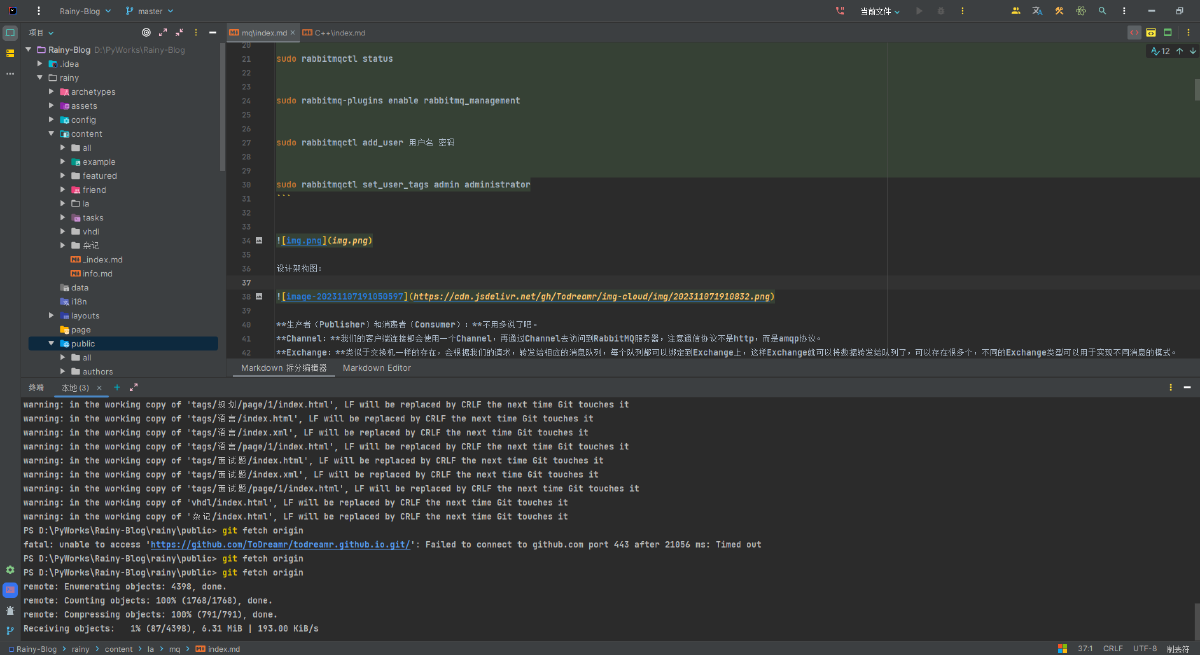 Rainy-Blog
master
当前文件
项目
mq\index.md
C++\index.md
Rainy-Blog D:\PyWorks\Rainy-Blog
.idea
rainy
archetypes
assets
config
content
all
example
featured
friend
la
tasks
vhdl
杂记
_index.md
info.md
data
i18n
layouts
page
public
all
authors
12
20
21 sudo rabbitmqctl status
22
23
24 sudo rabbitmq-plugins enable rabbitmq_management
25
26
27 sudo rabbitmqctl add_user 用户名 密码
28
29
30 sudo rabbitmqctl set_user_tags admin administrator
31 ```
32
33
34 ![img.png](img.png)
35
36 设计架构图:
37
38 ![image-20231107191050597](https://cdn.jsdelivr.net/gh/Todreamr/img-cloud/img/202311071910832.png)
39
40 **生产者（Publisher）和消费者（Consumer）: **不用多说了吧。
41 **Channel: **我们的客户端连接都会使用一个Channel，再通过Channel去访问到RabbitMQ服务器，注意通信协议不是http，而是amqp协议。
42 **Exchange: **类似于交换机一样的存在，会根据我们的请求，转发给相应的消息队列，每个队列都可以绑定到Exchange上，这样Exchange就可以将数据转发给队列了，可以存在很多个，不同的Exchange类型可以用于实现不同消息的模式。
Markdown 拆分编辑器
Markdown Editor
终端
本地 (3)
warning: in the working copy of 'tags/规划/page/1/index.html', LF will be replaced by CRLF the next time Git touches it
warning: in the working copy of 'tags/语言/index.html', LF will be replaced by CRLF the next time Git touches it
warning: in the working copy of 'tags/语言/index.xml', LF will be replaced by CRLF the next time Git touches it
warning: in the working copy of 'tags/语言/page/1/index.html', LF will be replaced by CRLF the next time Git touches it
warning: in the working copy of 'tags/面试题/index.html', LF will be replaced by CRLF the next time Git touches it
warning: in the working copy of 'tags/面试题/index.xml', LF will be replaced by CRLF the next time Git touches it
warning: in the working copy of 'tags/面试题/page/1/index.html', LF will be replaced by CRLF the next time Git touches it
warning: in the working copy of 'vhdl/index.html', LF will be replaced by CRLF the next time Git touches it
warning: in the working copy of '杂记/index.html', LF will be replaced by CRLF the next time Git touches it
PS D:\PyWorks\Rainy-Blog\rainy\public> git fetch origin
fatal: unable to access 'https://github.com/ToDreamr/todreamr.github.io.git/': Failed to connect to github.com port 443 after 21056 ms: Timed out
PS D:\PyWorks\Rainy-Blog\rainy\public> git fetch origin
PS D:\PyWorks\Rainy-Blog\rainy\public> git fetch origin
remote: Enumerating objects: 4398, done.
remote: Counting objects: 100% (1768/1768), done.
remote: Compressing objects: 100% (791/791), done.
Receiving objects:   1% (87/4398), 6.31 MiB | 193.00 KiB/s
Rainy-Blog > rainy > content > la > mq > index.md
37:1
CRLF
UTF-8
制表符